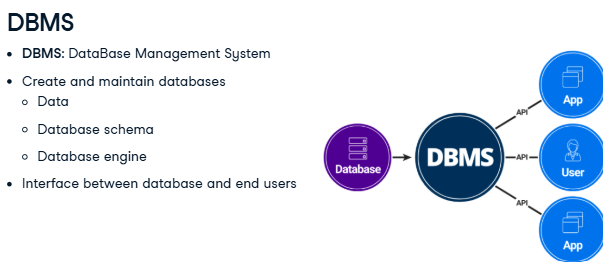 DBMS
• DBMS: DataBase Management System
• Create and maintain databases
◦ Data
◦ Database schema
◦ Database engine
• Interface between database and end users
Database
DBMS
API
App
API
User
API
App